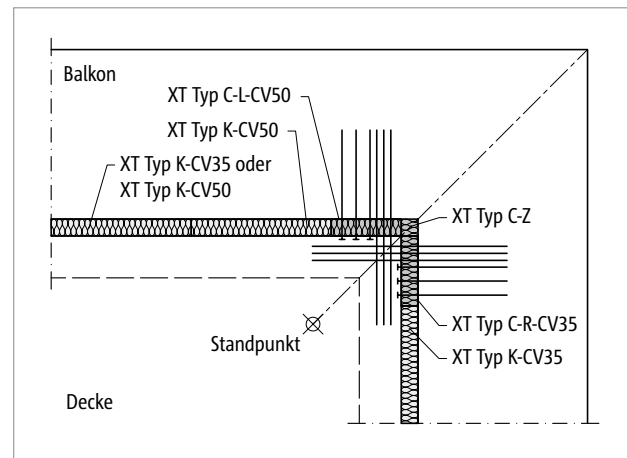 Balkon
XT Typ C-L-CV50
XT Typ K-CV50
XT Typ K-CV35 oder
XT Typ K-CV50
XT Typ C-Z
XT Typ C-R-CV35
Standpunkt
XT Typ K-CV35
Decke